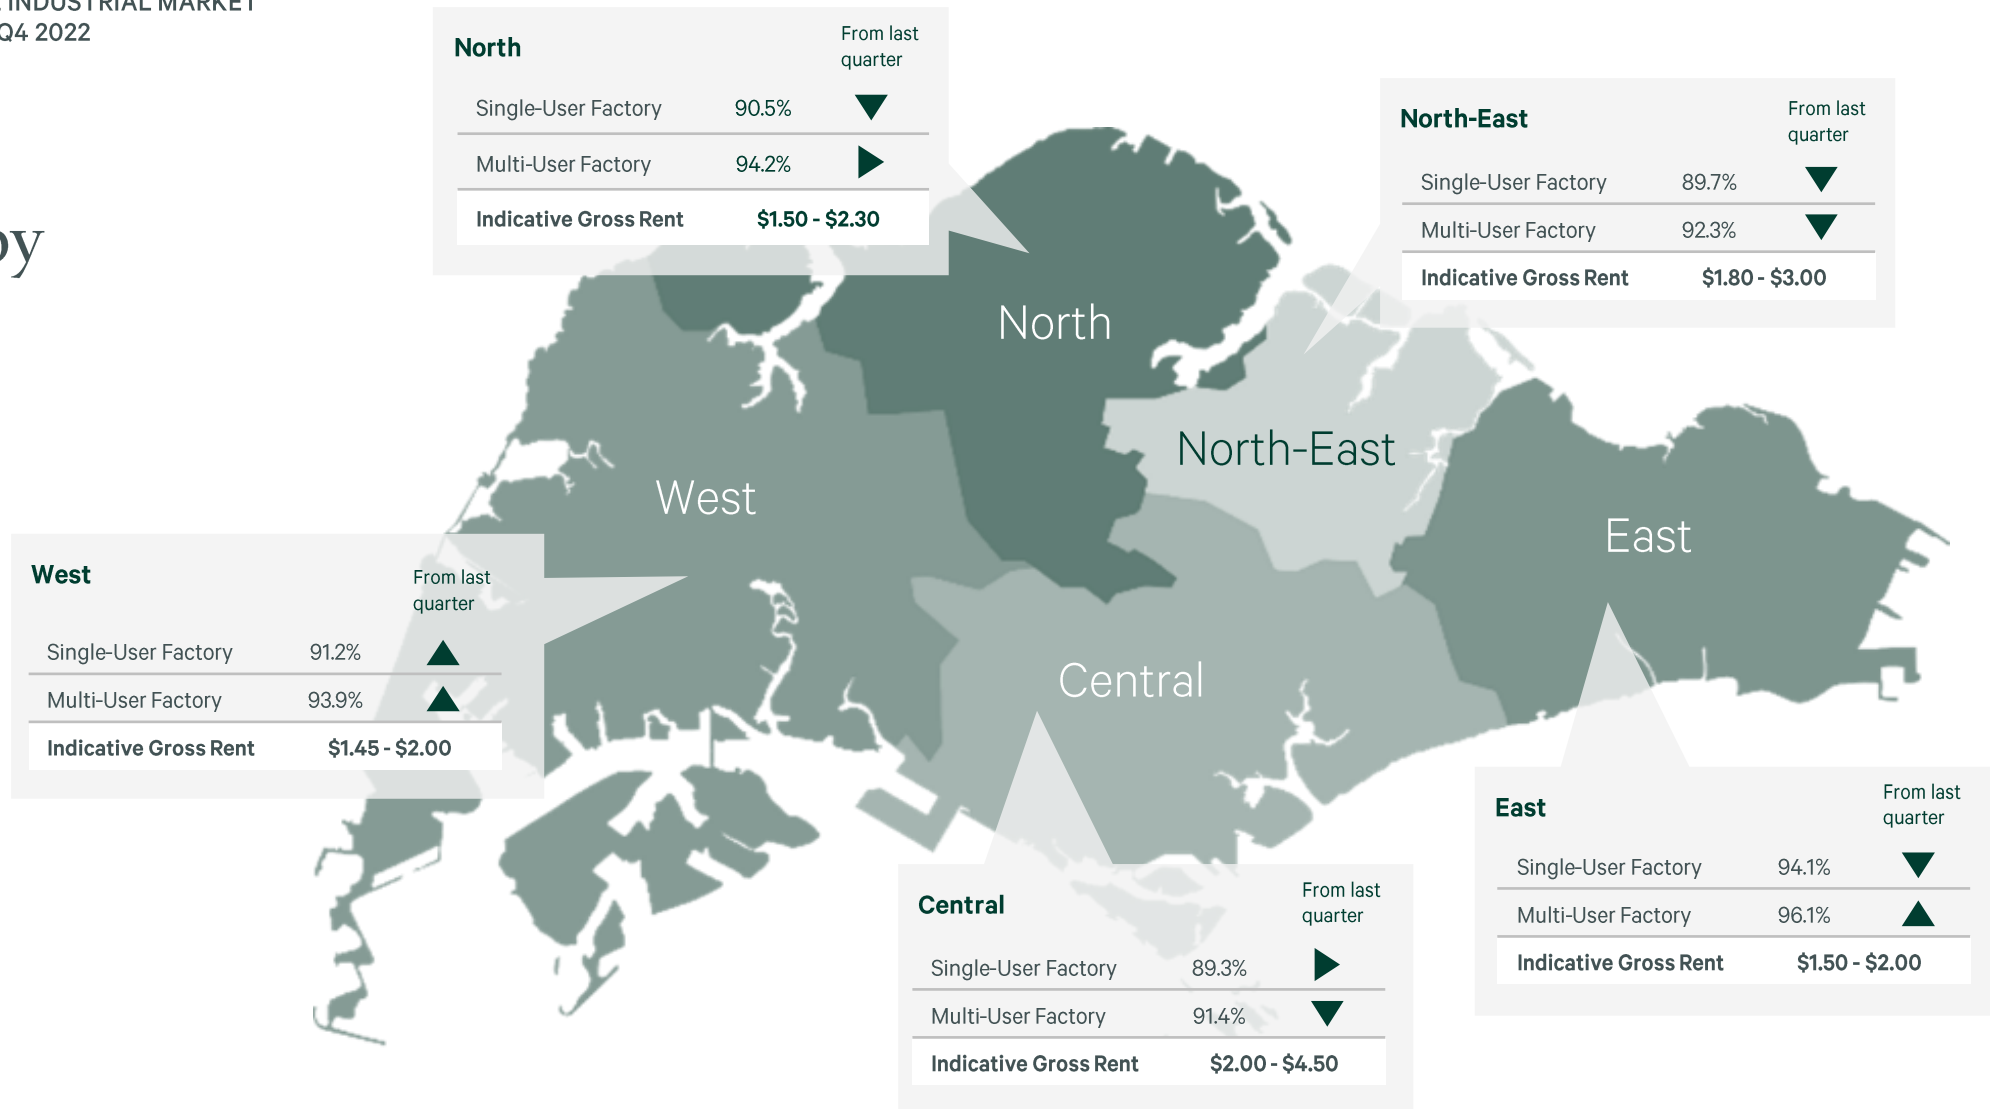 INDUSTRIAL MARKET
Q4 2022
by
North
From last
quarter
Single-User Factory 90.5%
Multi-User Factory 94.2%
Indicative Gross Rent $1.50 - $2.30
North-East
From last
quarter
Single-User Factory 89.7%
Multi-User Factory 92.3%
Indicative Gross Rent $1.80 - $3.00
North
North-East
West
East
Central
West
From last
quarter
Single-User Factory 91.2%
Multi-User Factory 93.9%
Indicative Gross Rent $1.45 - $2.00
East
From last
quarter
Single-User Factory 94.1%
Multi-User Factory 96.1%
Indicative Gross Rent $1.50 - $2.00
Central
From last
quarter
Single-User Factory 89.3%
Multi-User Factory 91.4%
Indicative Gross Rent $2.00 - $4.50